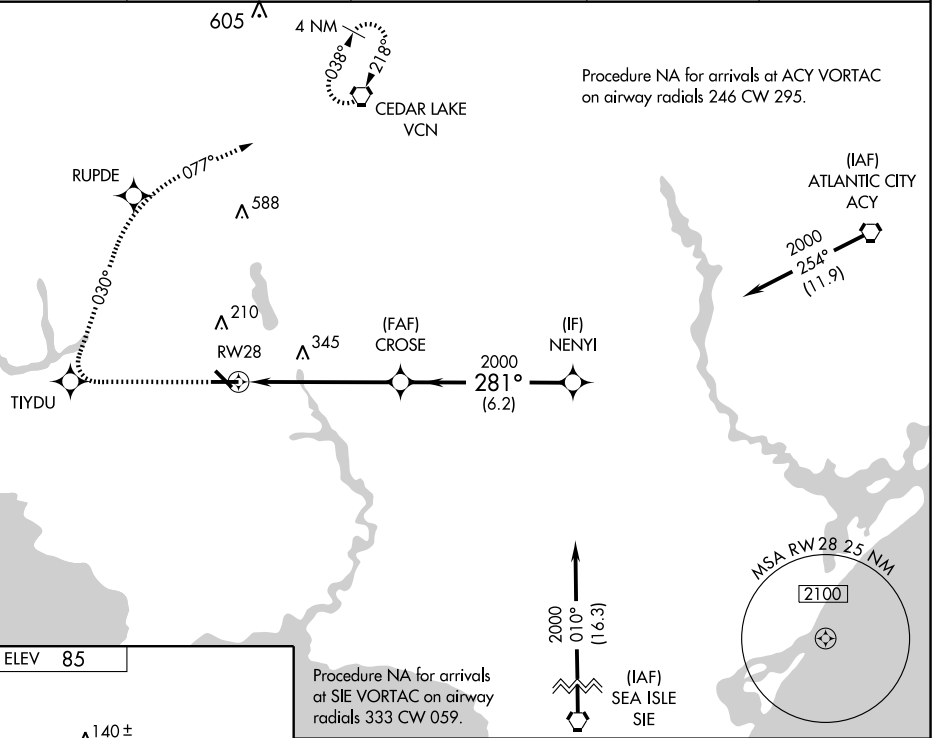 605
4 NM
038°
218°
CEDAR LAKE
VCN
Procedure NA for arrivals at ACY VORTAC
on airway radials 246 CW 295.
RUPDE
077°
588
(IAF)
ATLANTIC CITY
ACY
2000
254°
(11.9)
030°
210
RW28
345
(FAF)
CROSE
(IF)
NENYI
2000
281°
(6.2)
TIYDU
MSA RW28 25 NM
2100
2000
010°
(16.3)
(IAF)
SEA ISLE
SIE
ELEV 85
Procedure NA for arrivals
at SIE VORTAC on airway
radials 333 CW 059.
140 ±